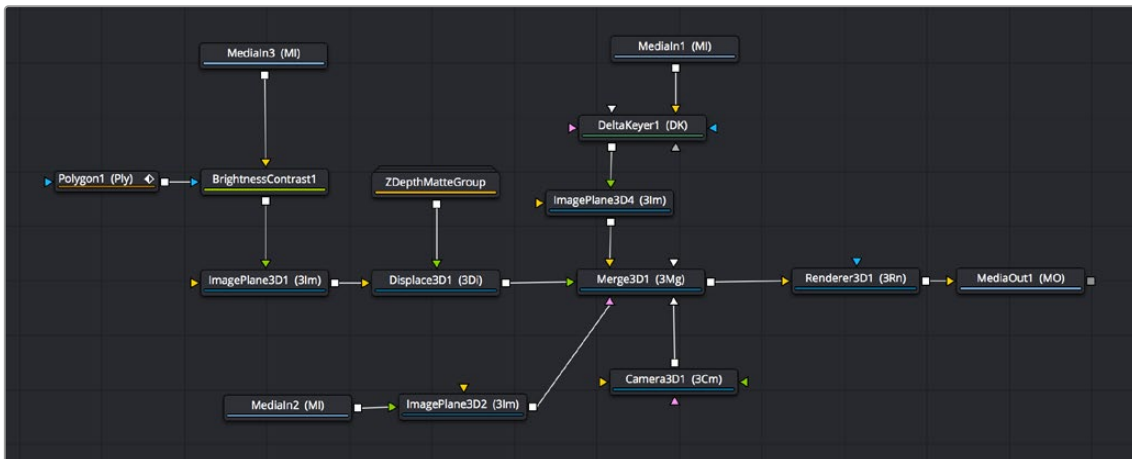 MediaIn3 (MI)
MediaIn1 (MI)
DeltaKeyer1 (DK)
Polygon1 (Ply)
BrightnessContrast1
ZDepthMatteGroup
ImagePlane3D4 (3Im)
ImagePlane3D1 (3Im)
Displace3D1 (3Di)
Merge3D1 (3Mg)
Renderer3D1 (3Rn)
MediaOut1 (MO)
Camera3D1 (3Cm)
MediaIn2 (MI)
ImagePlane3D2 (3Im)